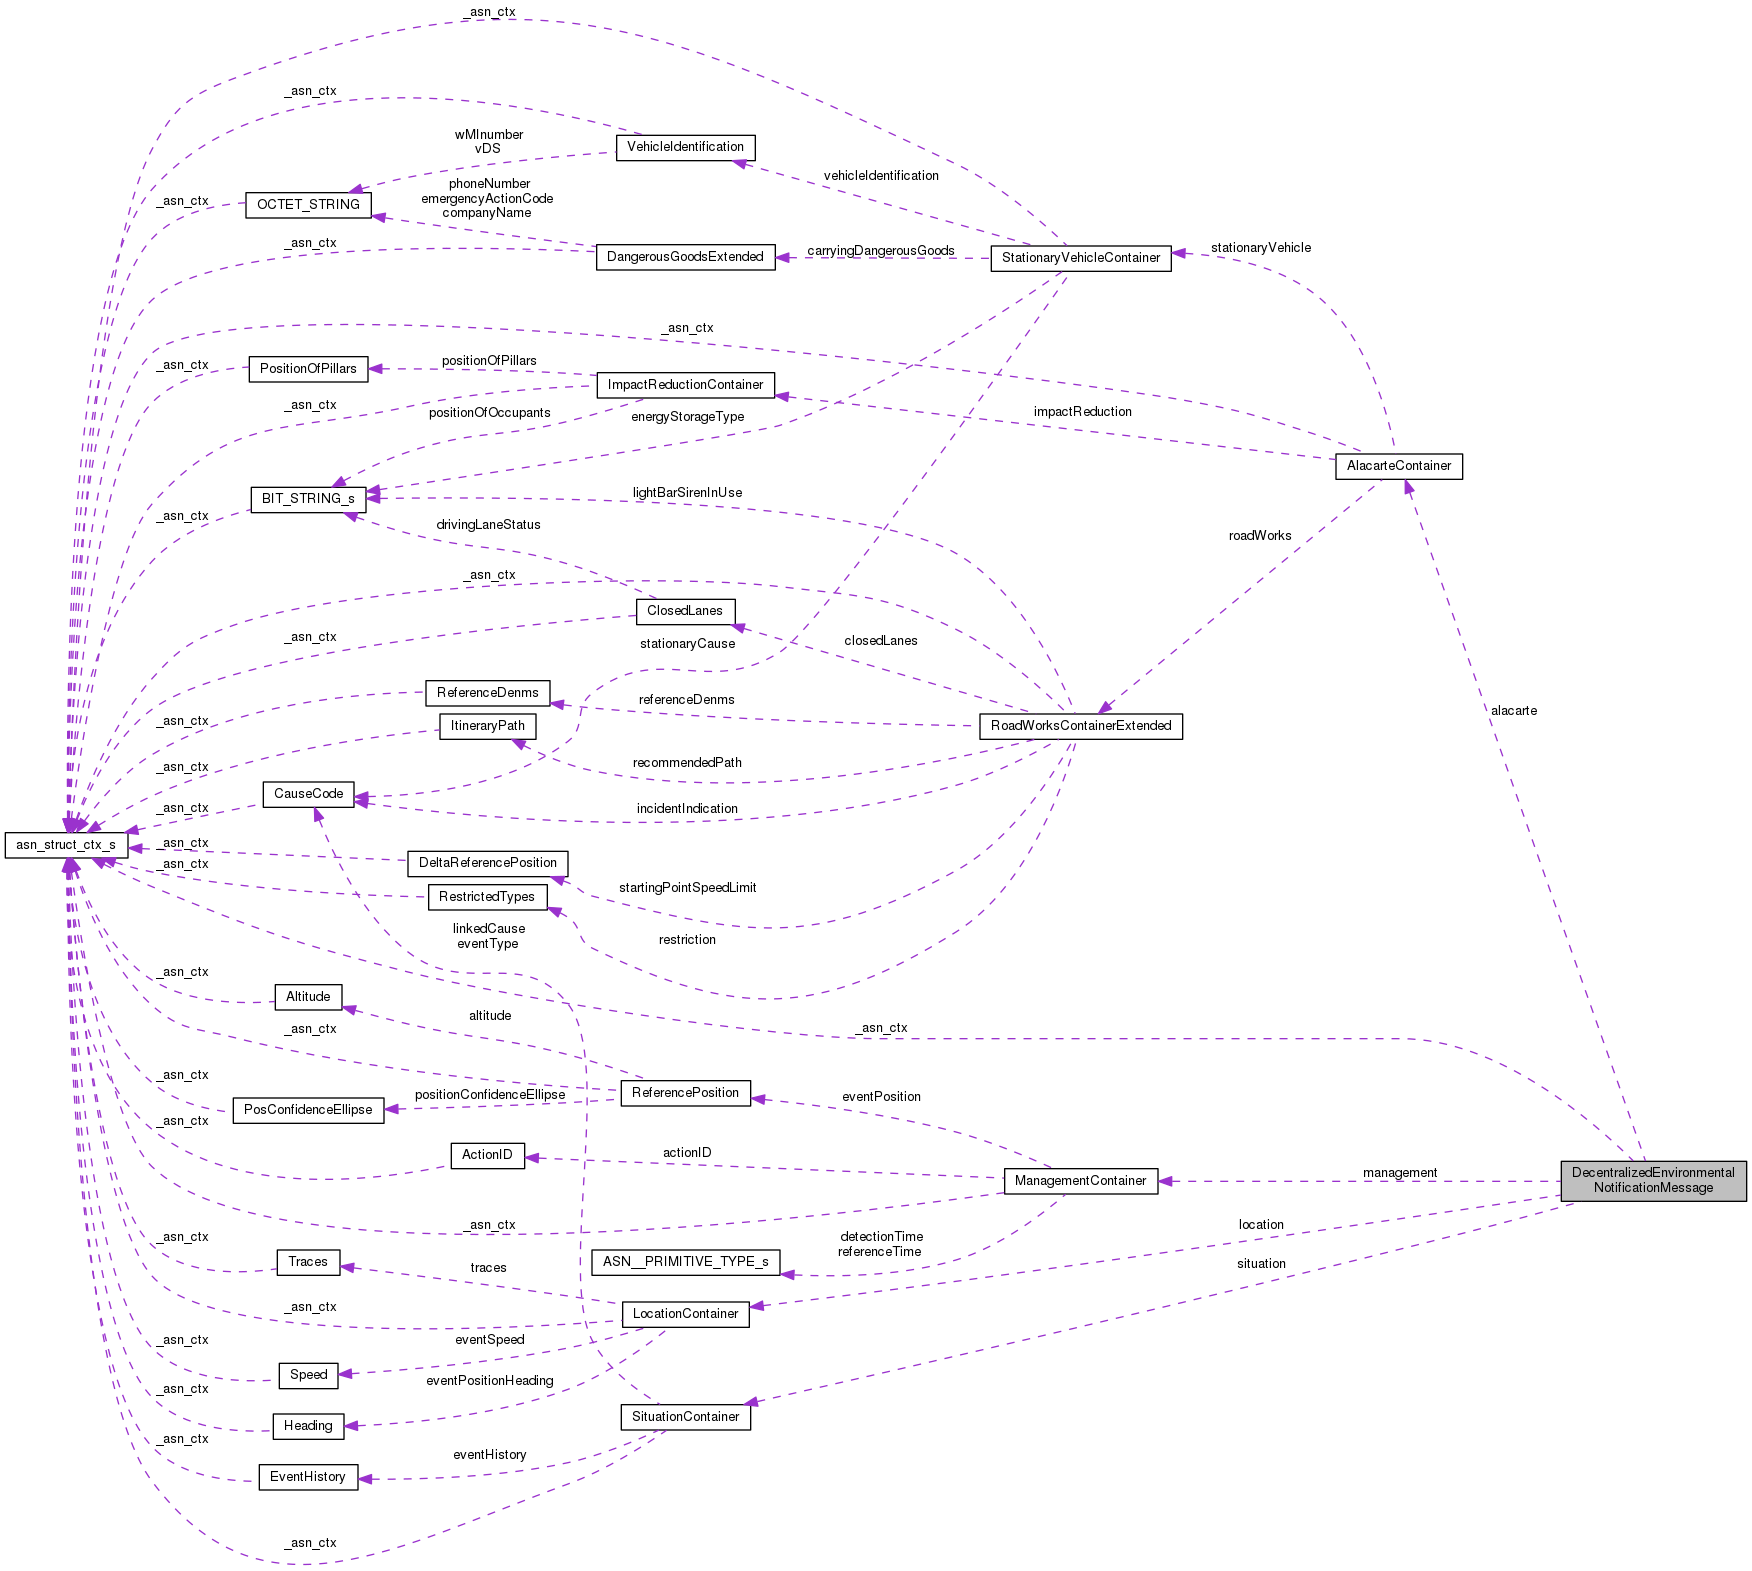 _asn_ctx
_asn_ctx
wMInumber
vDS
VehicleIdentification
vehicleIdentification
phoneNumber
emergencyActionCode
companyName
_asn_ctx
OCTET_STRING
_asn_ctx
DangerousGoodsExtended
carryingDangerousGoods
StationaryVehicleContainer
stationaryVehicle
_asn_ctx
_asn_ctx
PositionOfPillars
positionOfPillars
ImpactReductionContainer
_asn_ctx
positionOfOccupants
energyStorageType
impactReduction
AlacarteContainer
BIT_STRING_s
lightBarSirenInUse
_asn_ctx
drivingLaneStatus
roadWorks
_asn_ctx
ClosedLanes
_asn_ctx
stationaryCause
closedLanes
ReferenceDenms
referenceDenms
_asn_ctx
ItineraryPath
RoadWorksContainerExtended
alacarte
_asn_ctx
recommendedPath
CauseCode
_asn_ctx
incidentIndication
asn_struct_ctx_s
_asn_ctx
_asn_ctx
DeltaReferencePosition
RestrictedTypes
startingPointSpeedLimit
linkedCause
eventType
restriction
_asn_ctx
Altitude
altitude
_asn_ctx
_asn_ctx
_asn_ctx
PosConfidenceEllipse
positionConfidenceEllipse
ReferencePosition
eventPosition
_asn_ctx
ActionID
actionID
ManagementContainer
management
DecentralizedEnvironmental
NotificationMessage
_asn_ctx
_asn_ctx
detectionTime
referenceTime
location
Traces
traces
ASN__PRIMITIVE_TYPE_s
situation
_asn_ctx
LocationContainer
_asn_ctx
eventSpeed
Speed
_asn_ctx
eventPositionHeading
Heading
SituationContainer
_asn_ctx
eventHistory
EventHistory
_asn_ctx